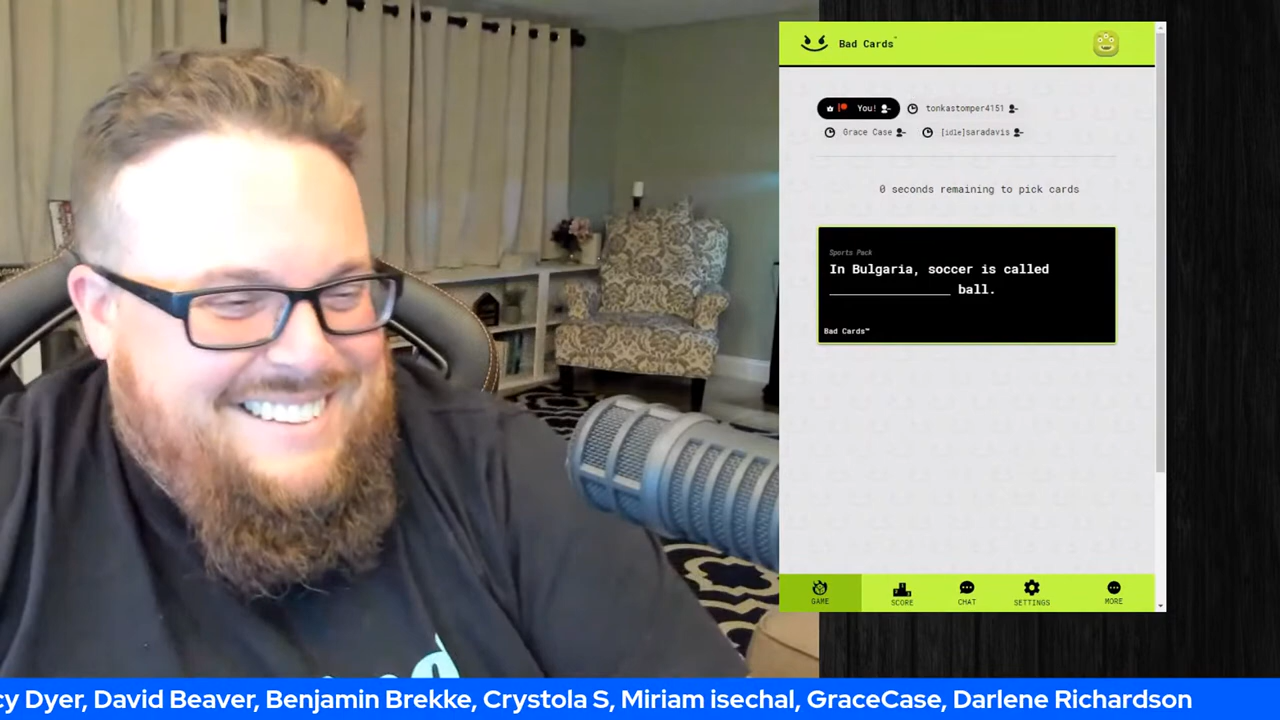 Bad Cards™
You!
tonkastomper4151
Grace Case
[idle]saradavis
0 seconds remaining to pick cards
Sports Pack
In Bulgaria, soccer is called
_______________ ball.
Bad Cards™
GAME
SCORE
CHAT
SETTINGS
MORE
cy Dyer, David Beaver, Benjamin Brekke, Crystola S, Miriam isechal, GraceCase, Darlene Richardson